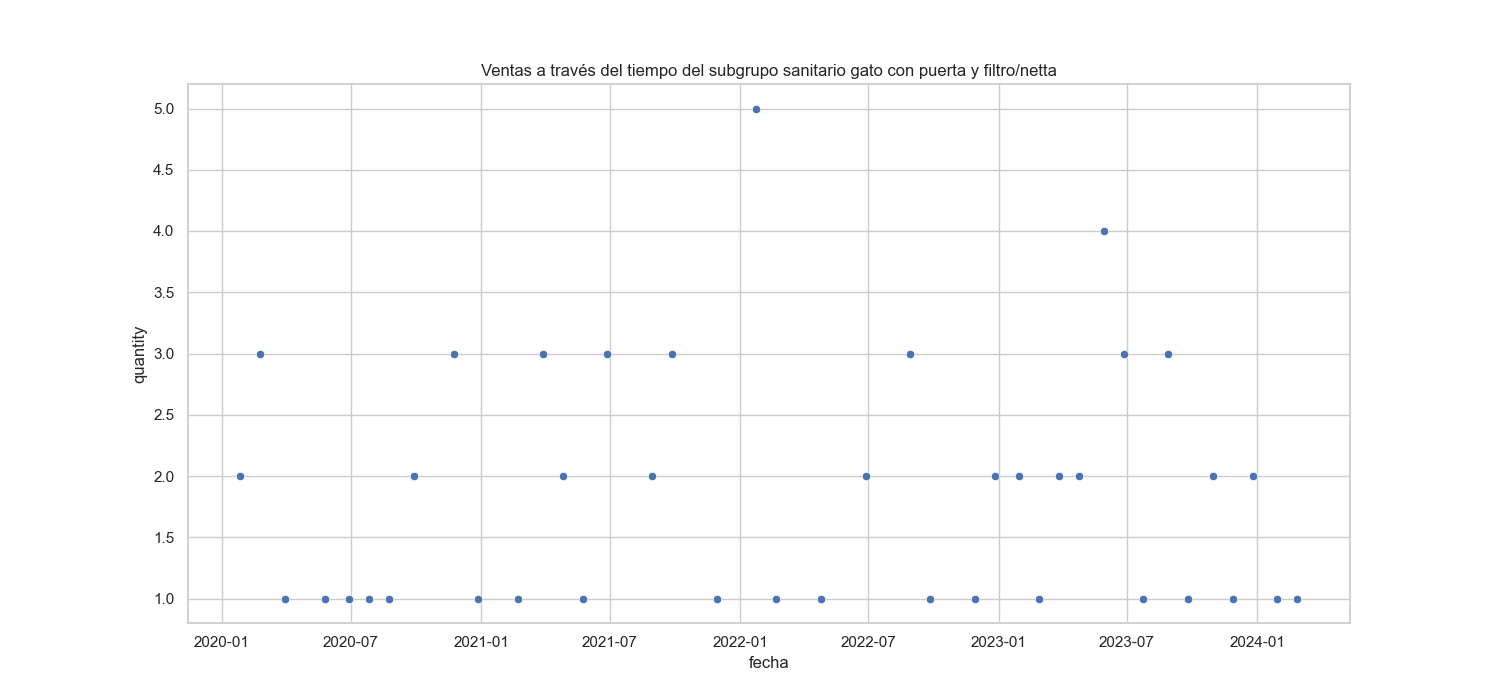 Ventas a través del tiempo del subgrupo sanitario gato con puerta y filtro/netta
5.0
4.5
4.0
3.5
3.0
2.5
2.0
1.5
1.0
quantity
2020-01 2020-07 2021-01 2021-07 2022-01 2022-07 2023-01 2023-07 2024-01
fecha